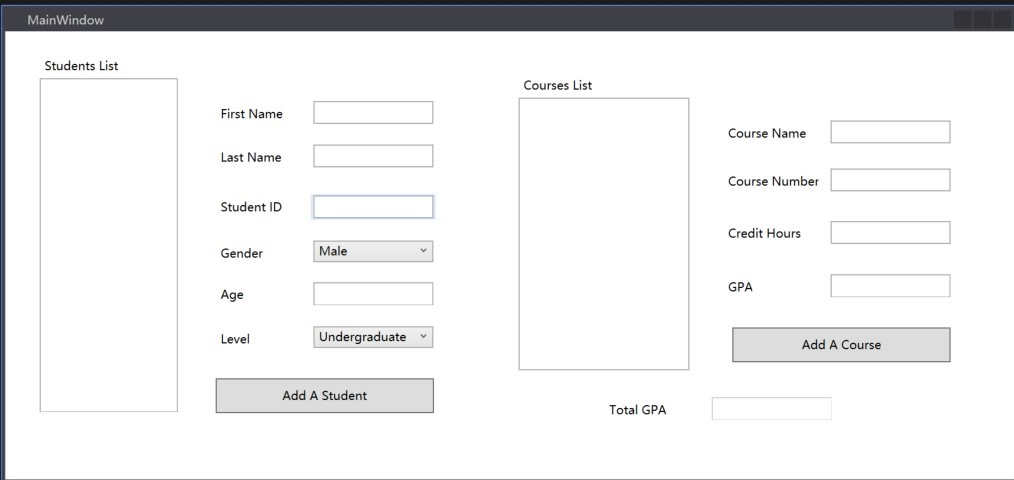 MainWindow
Students List
First Name
Last Name
Student ID
Gender
Male
Age
Level
Undergraduate
Add A Student
Courses List
Course Name
Course Number
Credit Hours
GPA
Add A Course
Total GPA